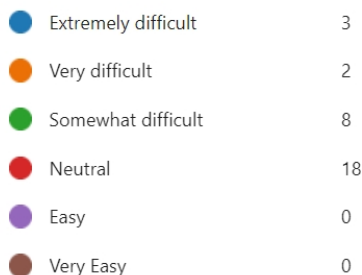 Extremely difficult 3
Very difficult 2
Somewhat difficult 8
Neutral 18
Easy 0
Very Easy 0